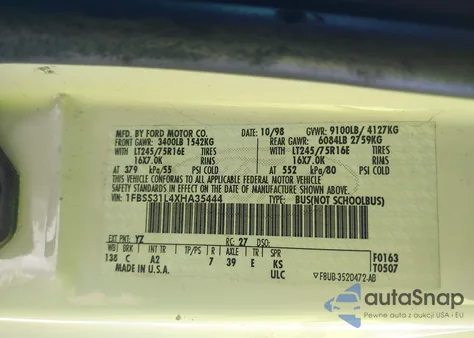 MFD. BY FORD MOTOR CO.
DATE: 10/98 GVWR: 9100LB/ 4127KG
FRONT GAWR: 3400LB 1542KG REAR GAWR: 6084LB 2759KG
WITH LT245/75R16E TIRES WITH LT245/75R16E TIRES
16X7.0K RIMS 16X7.0K RIMS
AT 379 kPa/55 PSI COLD AT 552 kPa/80 PSI COLD
THIS VEHICLE CONFORMS TO ALL APPLICABLE FEDERAL MOTOR VEHICLE
SAFETY STANDARDS IN EFFECT ON THE DATE OF MANUFACTURE SHOWN ABOVE.
VIN: 1FBSS31L4XHA35444 TYPE: BUS(NOT SCHOOLBUS)
EXT PNT: YZ RC: 27 DSO:
WB BRK INT TR TP/PS R AXLE TR SPR F0163
138 C A2 7 39 E KS T0507
MADE IN U.S.A. ULC F8UB-3520472-AB
autoSnap
Pewne auta z aukcji USA - EU